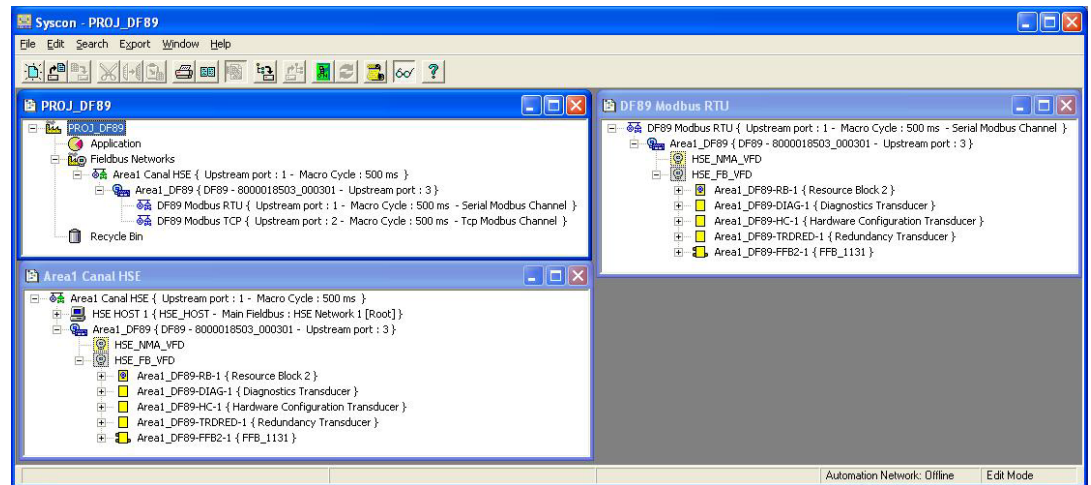 Syscon - PROJ_DF89
File Edit Search Export Window Help
PROJ_DF89
PROJ_DF89
Application
Fieldbus Networks
Area1 Canal HSE { Upstream port : 1 - Macro Cycle : 500 ms }
Area1_DF89 { DF89 - 8000018503_000301 - Upstream port : 3 }
DF89 Modbus RTU { Upstream port : 1 - Macro Cycle : 500 ms - Serial Modbus Channel }
DF89 Modbus TCP { Upstream port : 2 - Macro Cycle : 500 ms - Tcp Modbus Channel }
Recycle Bin
DF89 Modbus RTU
DF89 Modbus RTU { Upstream port : 1 - Macro Cycle : 500 ms - Serial Modbus Channel }
Area1_DF89 { DF89 - 8000018503_000301 - Upstream port : 3 }
HSE_NMA_VFD
HSE_FB_VFD
Area1_DF89-RB-1 { Resource Block 2 }
Area1_DF89-DIAG-1 { Diagnostics Transducer }
Area1_DF89-HC-1 { Hardware Configuration Transducer }
Area1_DF89-TRDRED-1 { Redundancy Transducer }
Area1_DF89-FFB2-1 { FFB_1131 }
Area1 Canal HSE
Area1 Canal HSE { Upstream port : 1 - Macro Cycle : 500 ms }
HSE HOST 1 { HSE_HOST - Main Fieldbus : HSE Network 1 [Root] }
Area1_DF89 { DF89 - 8000018503_000301 - Upstream port : 3 }
HSE_NMA_VFD
HSE_FB_VFD
Area1_DF89-RB-1 { Resource Block 2 }
Area1_DF89-DIAG-1 { Diagnostics Transducer }
Area1_DF89-HC-1 { Hardware Configuration Transducer }
Area1_DF89-TRDRED-1 { Redundancy Transducer }
Area1_DF89-FFB2-1 { FFB_1131 }
Automation Network: Offline Edit Mode